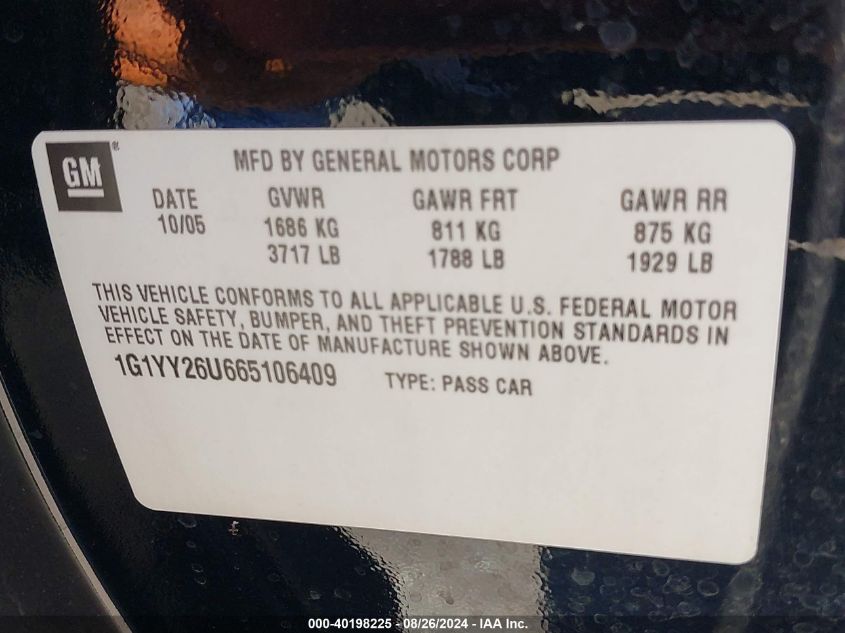 GM ®
MFD BY GENERAL MOTORS CORP
DATE GVWR GAWR FRT GAWR RR
10/05 1686 KG 811 KG 875 KG
3717 LB 1788 LB 1929 LB
THIS VEHICLE CONFORMS TO ALL APPLICABLE U.S. FEDERAL MOTOR
VEHICLE SAFETY, BUMPER, AND THEFT PREVENTION STANDARDS IN
EFFECT ON THE DATE OF MANUFACTURE SHOWN ABOVE.
1G1YY26U665106409 TYPE: PASS CAR
000-40198225 - 08/26/2024 - IAA Inc.